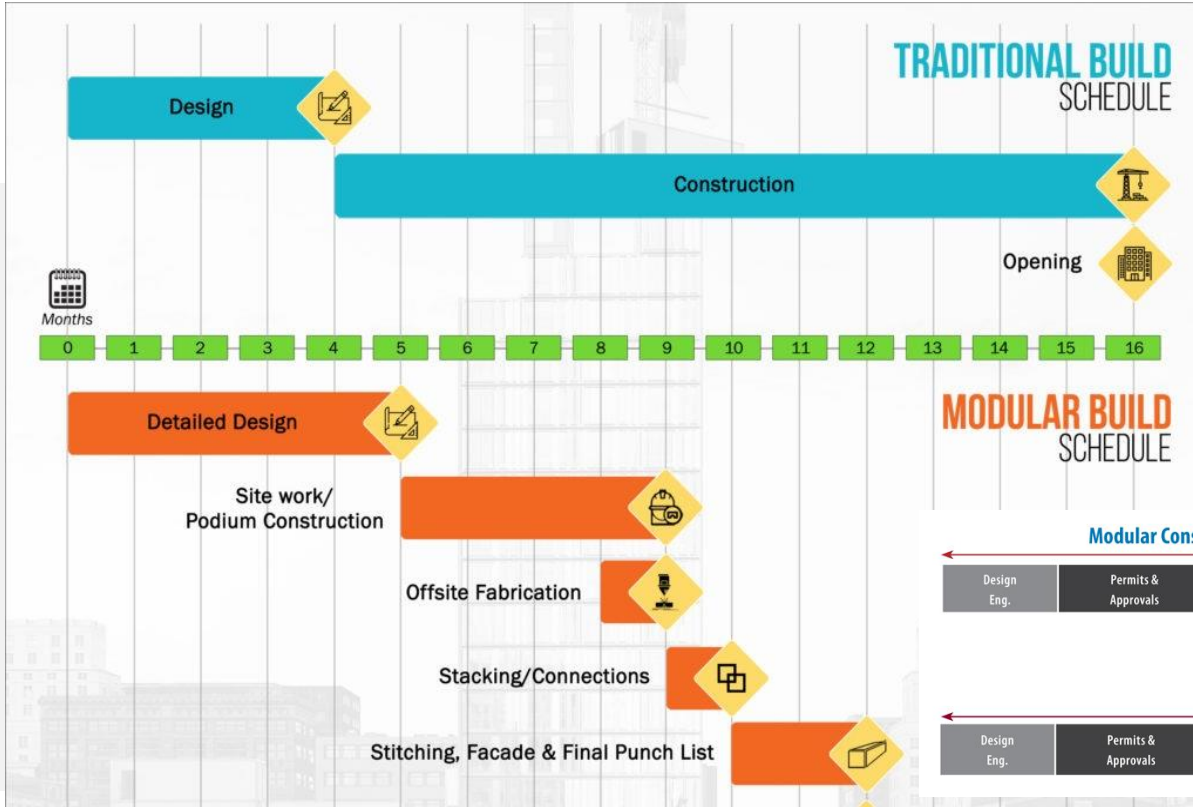 TRADITIONAL BUILD
SCHEDULE
Design
Construction
Opening
Months
0 1 2 3 4 5 6 7 8 9 10 11 12 13 14 15 16
MODULAR BUILD
SCHEDULE
Detailed Design
Site work/
Podium Construction
Offsite Fabrication
Stacking/Connections
Stitching, Facade & Final Punch List
Modular Cons
Design
Eng.
Permits &
Approvals
Design
Eng.
Permits &
Approvals